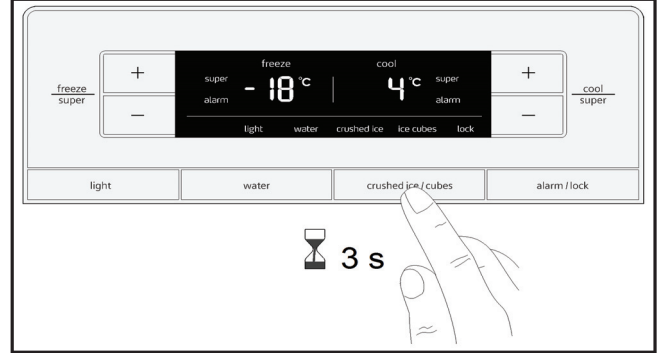 freeze cool
super - 18 °C 4 °C super
alarm alarm
light water crushed ice ice cubes lock
freeze
super
+
−
+
−
cool
super
light water crushed ice / cubes alarm / lock
3 s